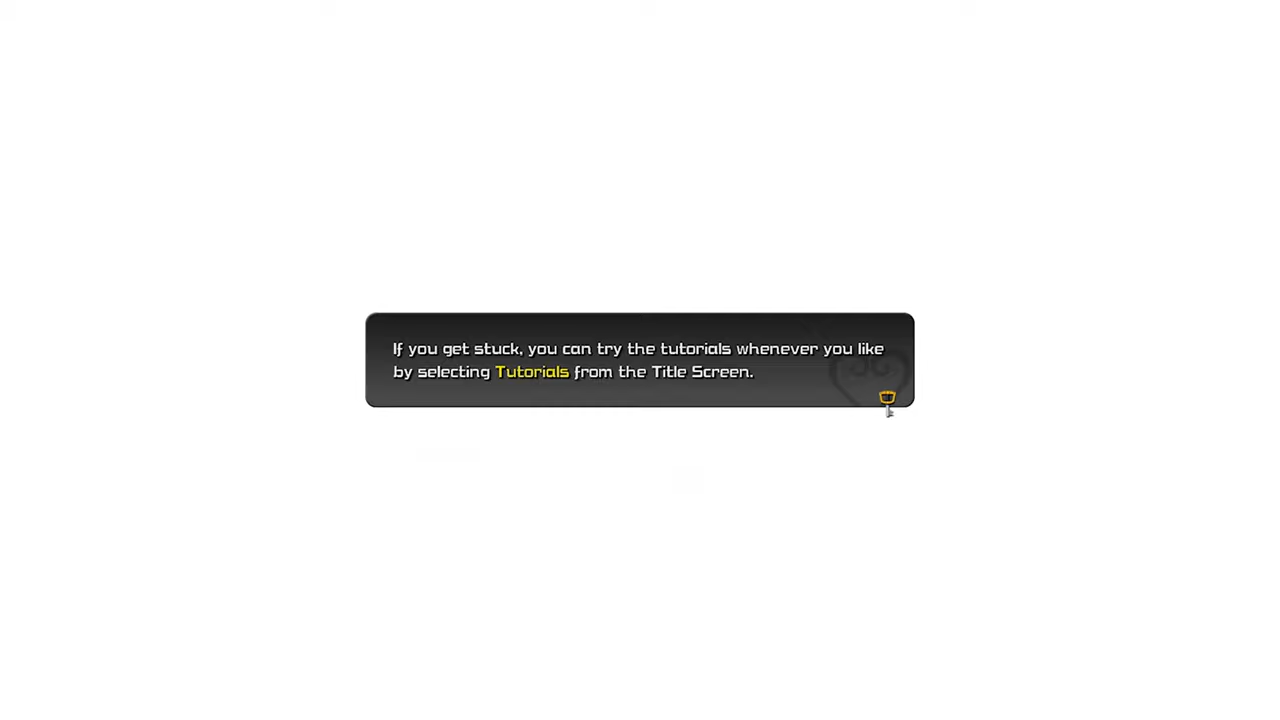 If you get stuck, you can try the tutorials whenever you like
by selecting Tutorials from the Title Screen.